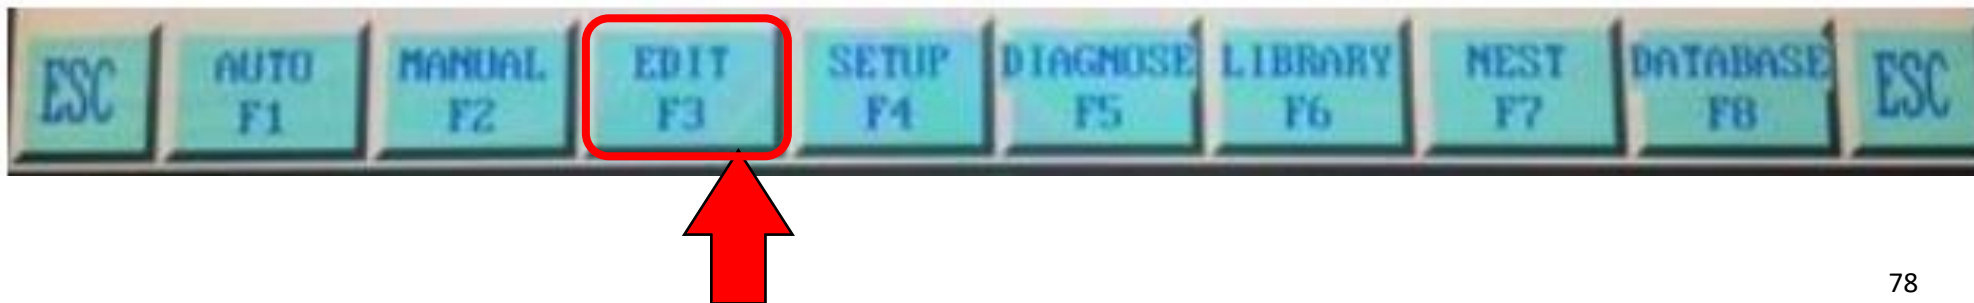 ESC AUTO MANUAL EDIT SETUP DIAGNOSE LIBRARY NEST DATABASE ESC
F1 F2 F3 F4 F5 F6 F7 F8
78